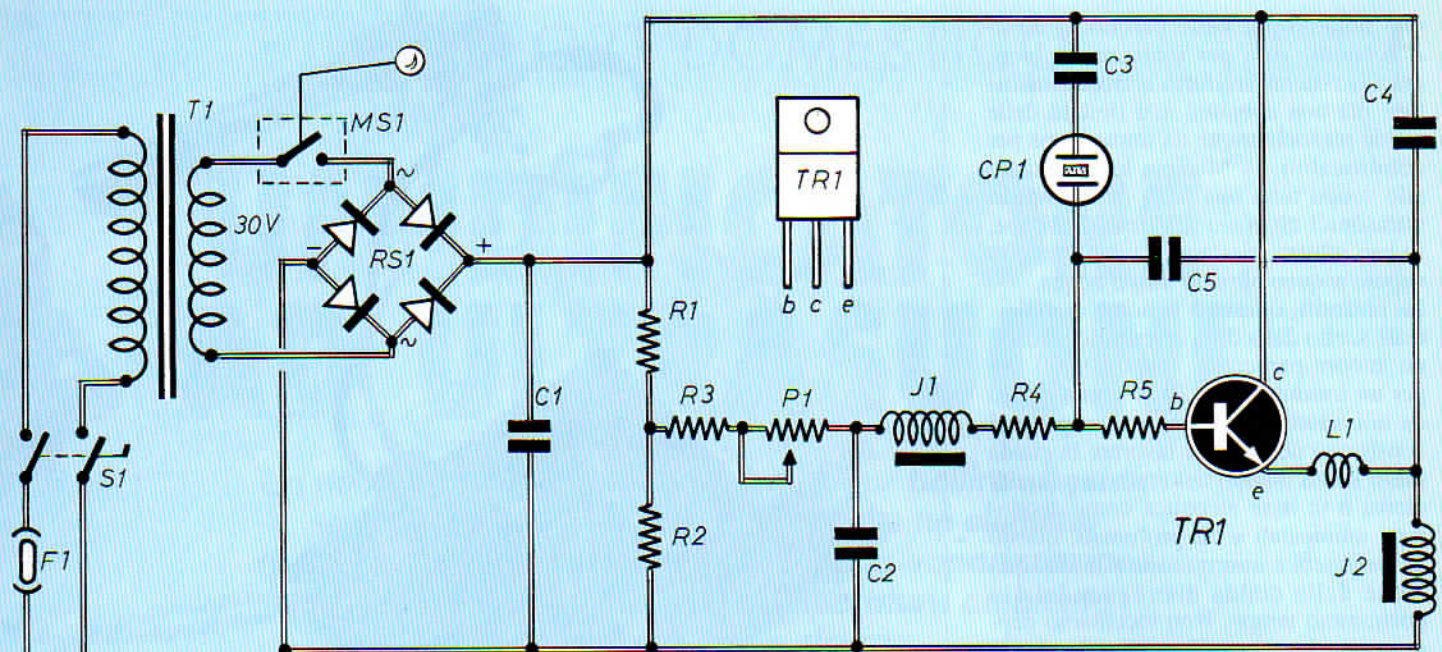 T1
MS1
30V
~
-
RS1
+
~
S1
F1
C1
R1
R2
R3
P1
C2
J1
R4
R5
TR1
b c e
C3
CP1
C4
C5
b
c
e
L1
TR1
J2